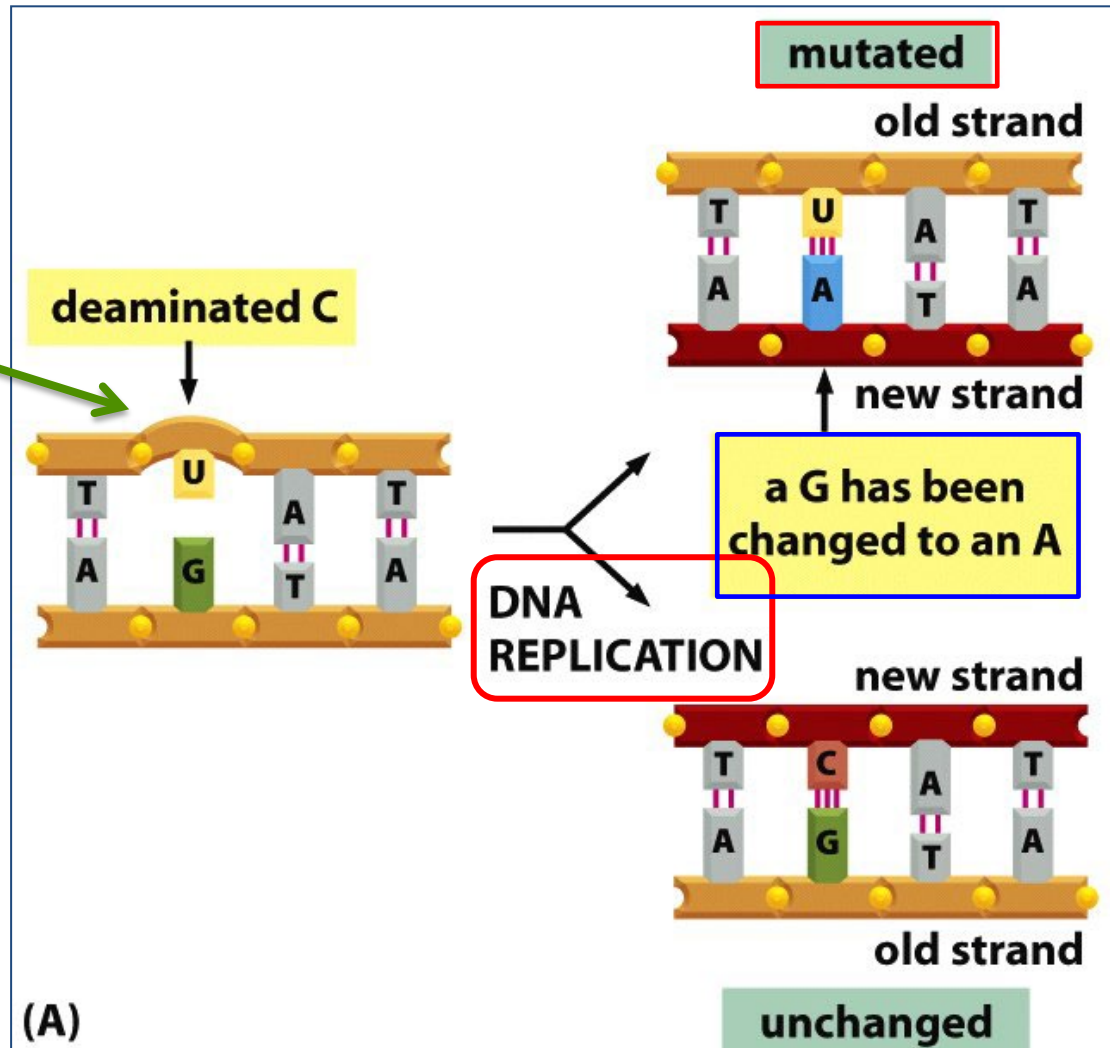 deaminated C
T
U
A
T
A
G
T
A
(A)
DNA
REPLICATION
mutated
old strand
T
U
A
T
A
A
T
A
new strand
a G has been
changed to an A
new strand
T
C
A
T
A
G
T
A
old strand
unchanged